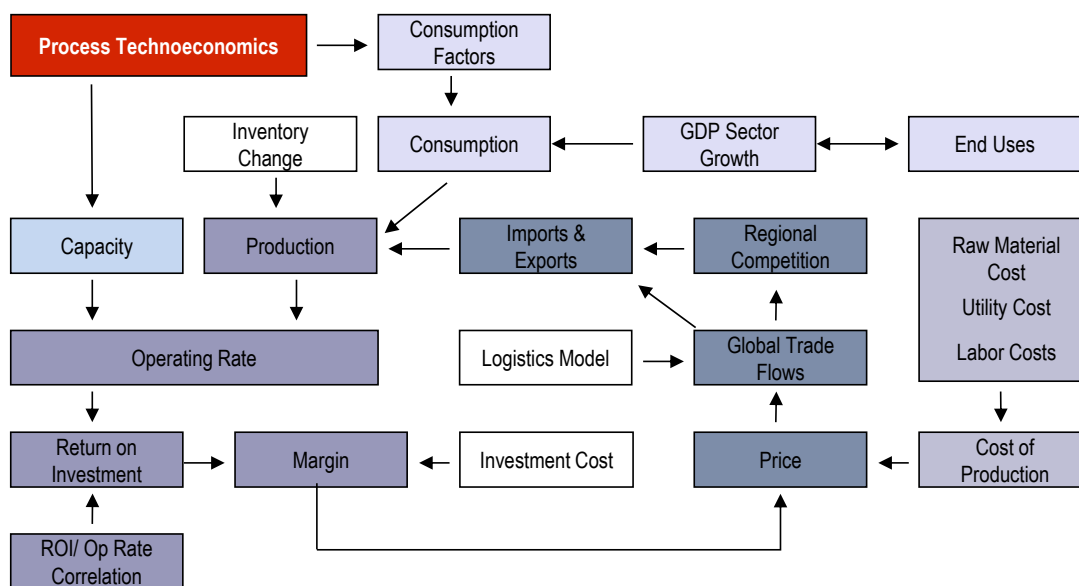 Process Technoeconomics
Consumption
Factors
Inventory
Change
Consumption
GDP Sector
Growth
End Uses
Capacity
Production
Imports &
Exports
Regional
Competition
Raw Material
Cost
Utility Cost
Labor Costs
Operating Rate
Logistics Model
Global Trade
Flows
Return on
Investment
Margin
Investment Cost
Price
Cost of
Production
ROI/ Op Rate
Correlation